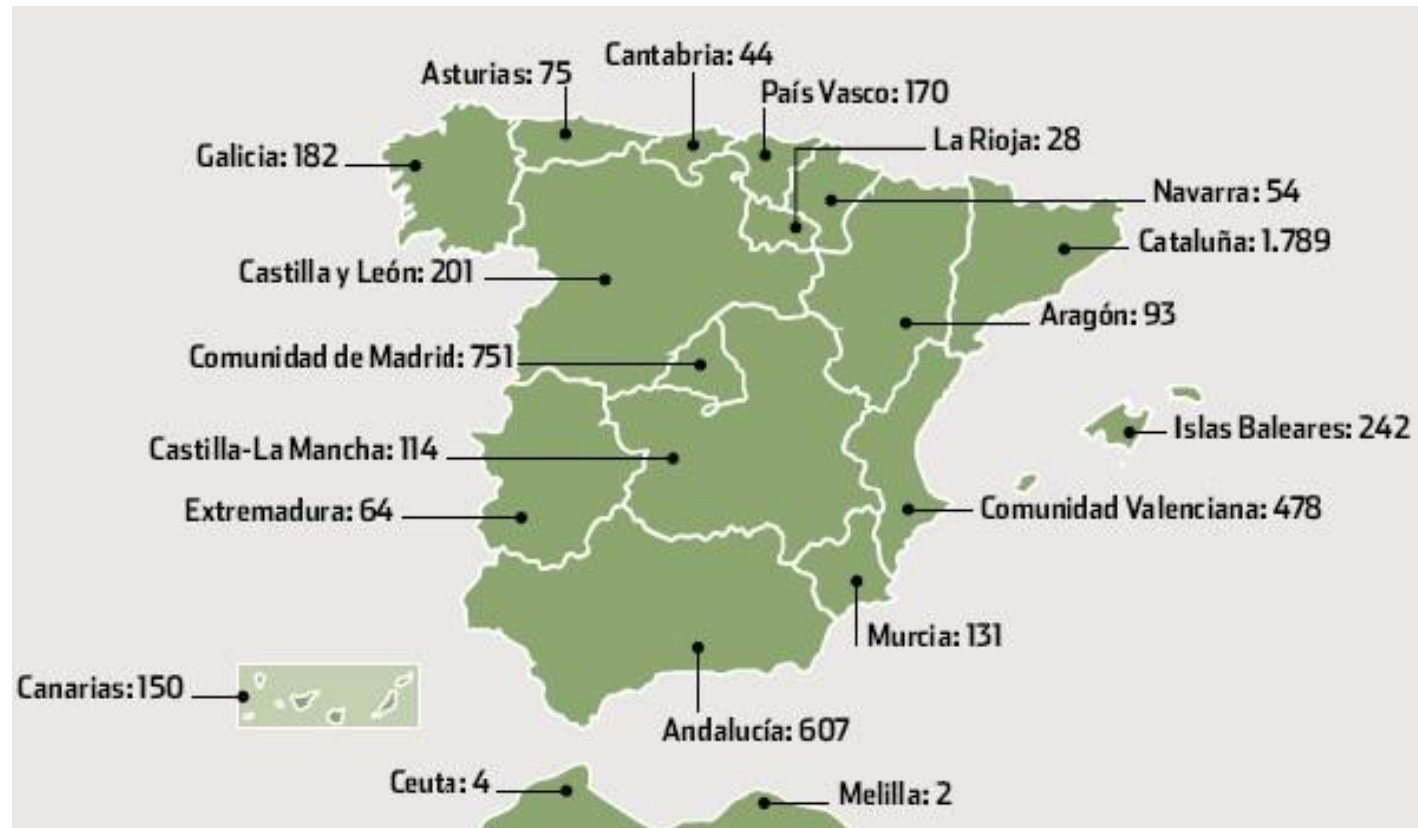 Cantabria: 44
Asturias: 75
País Vasco: 170
La Rioja: 28
Galicia: 182
Navarra: 54
Cataluña: 1.789
Castilla y León: 201
Aragón: 93
Comunidad de Madrid: 751
Islas Baleares: 242
Castilla-La Mancha: 114
Extremadura: 64
Comunidad Valenciana: 478
Murcia: 131
Canarias: 150
Andalucía: 607
Ceuta: 4
Melilla: 2